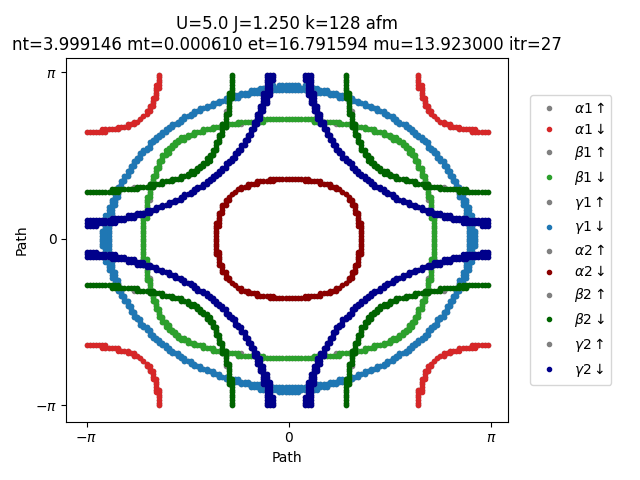 U=5.0 J=1.250 k=128 afm
nt=3.999146 mt=0.000610 et=16.791594 mu=13.923000 itr=27
π
0
−π
Path
−π
0
π
Path
α1↑
α1↓
β1↑
β1↓
γ1↑
γ1↓
α2↑
α2↓
β2↑
β2↓
γ2↑
γ2↓